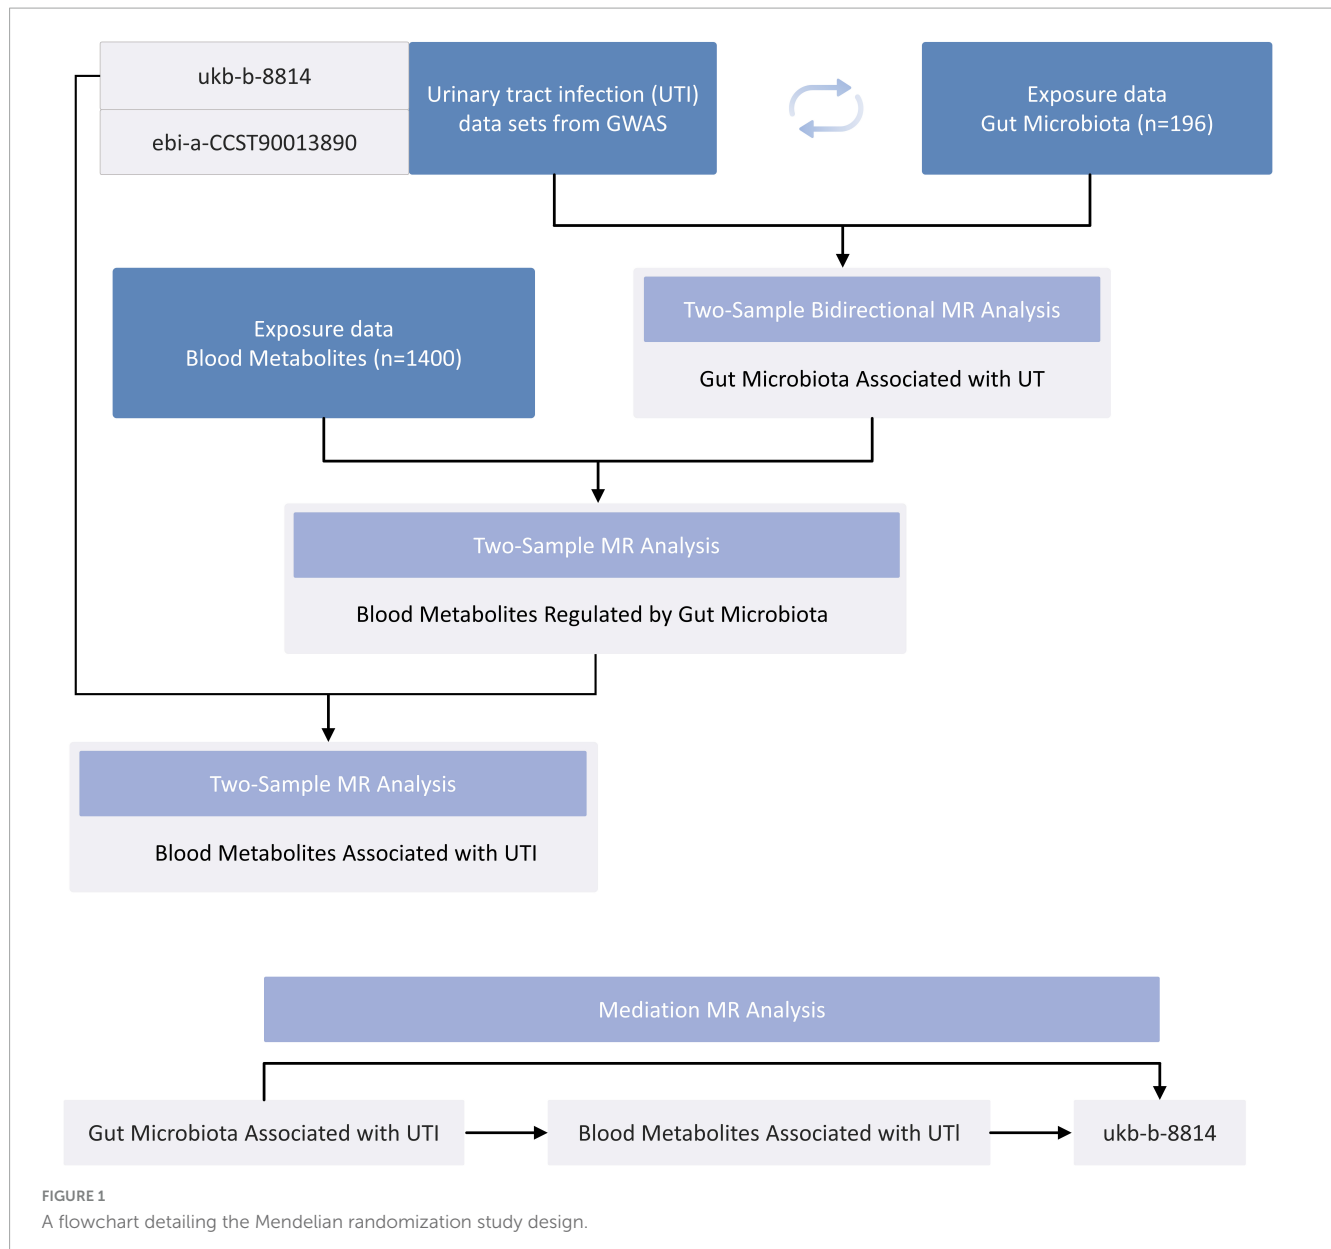 ukb-b-8814
ebi-a-CCST90013890
Urinary tract infection (UTI)
data sets from GWAS
Exposure data
Gut Microbiota (n=196)
Exposure data
Blood Metabolites (n=1400)
Two-Sample Bidirectional MR Analysis
Gut Microbiota Associated with UT
Two-Sample MR Analysis
Blood Metabolites Regulated by Gut Microbiota
Two-Sample MR Analysis
Blood Metabolites Associated with UTI
Mediation MR Analysis
Gut Microbiota Associated with UTI
Blood Metabolites Associated with UTl
ukb-b-8814
FIGURE 1
A flowchart detailing the Mendelian randomization study design.